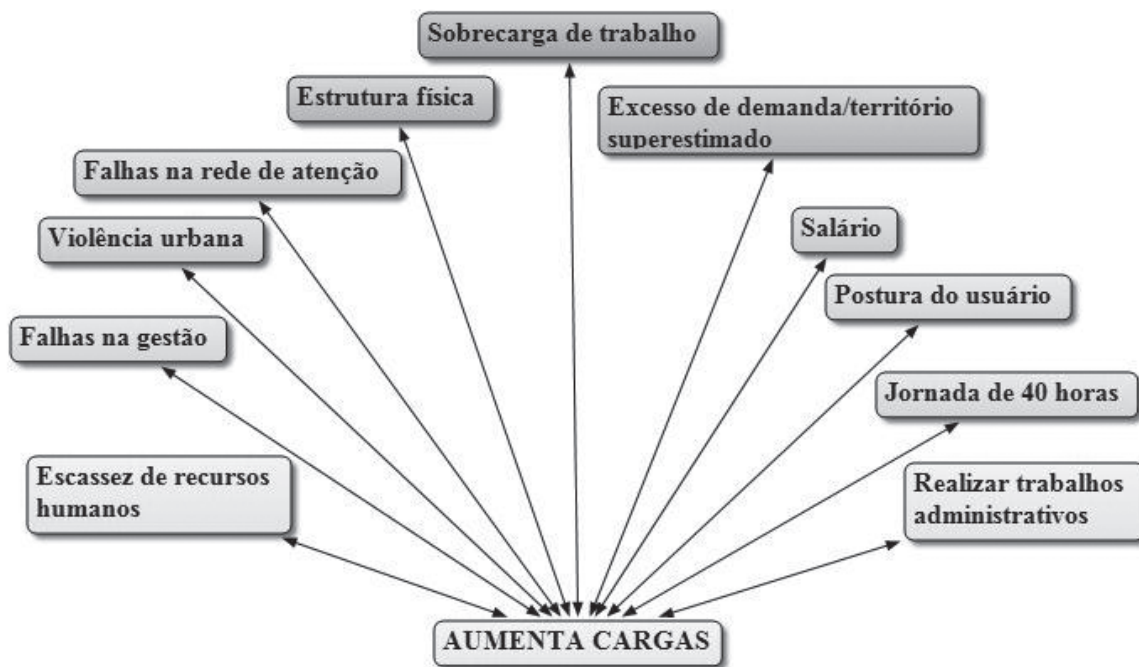 Sobrecarga de trabalho
Estrutura física
Excesso de demanda/território
superestimado
Falhas na rede de atenção
Violência urbana
Salário
Postura do usuário
Falhas na gestão
Jornada de 40 horas
Escassez de recursos
humanos
Realizar trabalhos
administrativos
AUMENTA CARGAS